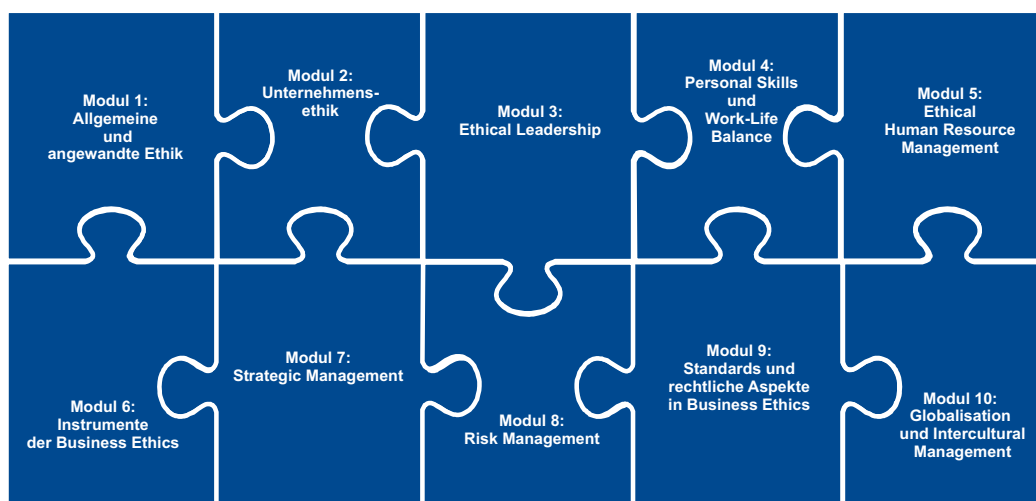 Modul 1:
Allgemeine
und
angewandte Ethik
Modul 2:
Unternehmens-
ethik
Modul 3:
Ethical Leadership
Modul 4:
Personal Skills
und
Work-Life
Balance
Modul 5:
Ethical
Human Resource
Management
Modul 6:
Instrumente
der Business Ethics
Modul 7:
Strategic Management
Modul 8:
Risk Management
Modul 9:
Standards und
rechtliche Aspekte
in Business Ethics
Modul 10:
Globalisation
und Intercultural
Management